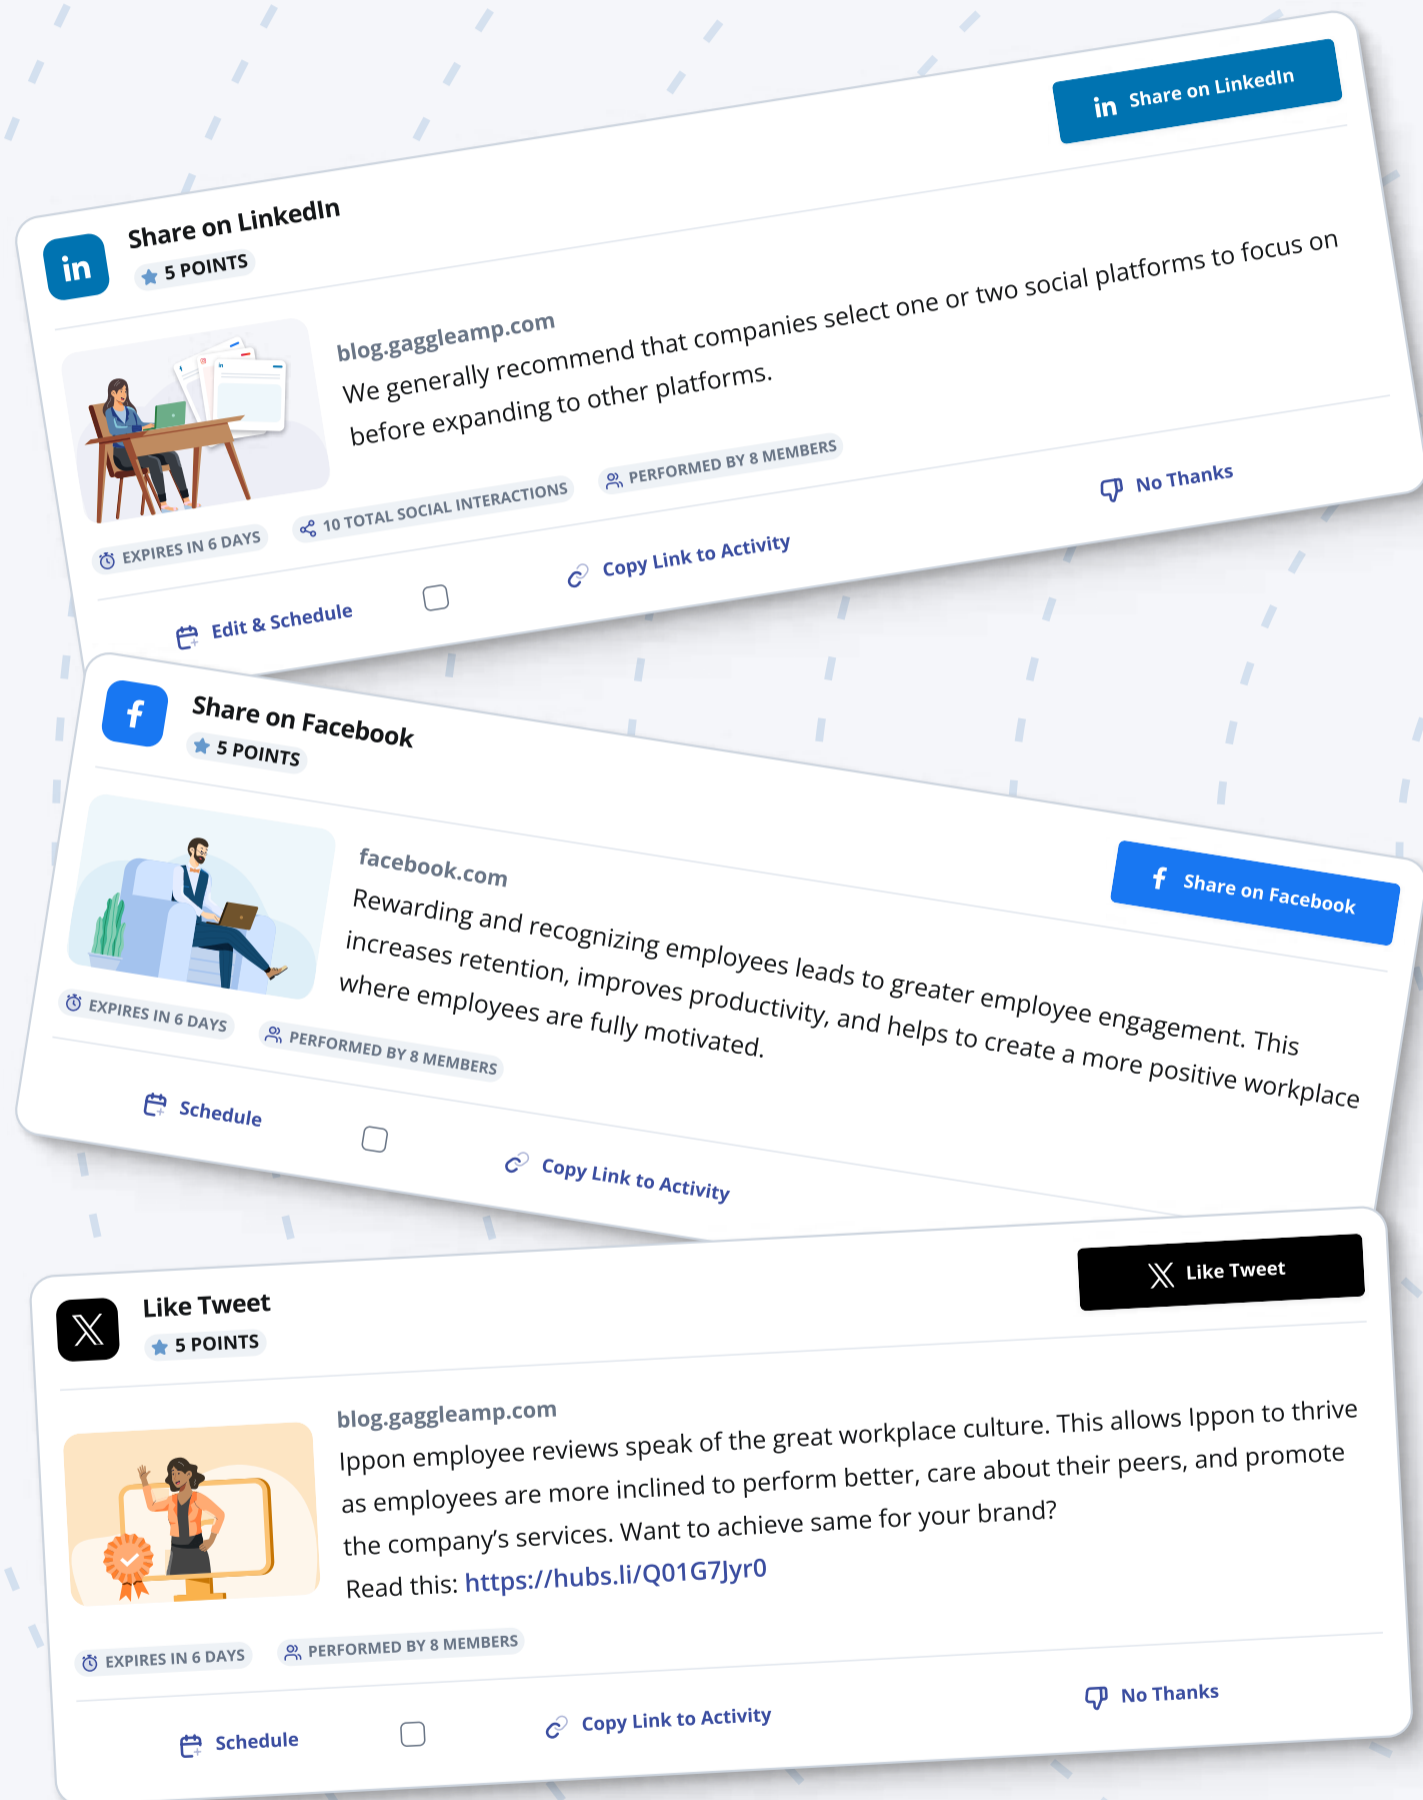 in Share on LinkedIn
in
Share on LinkedIn
5 POINTS
blog.gaggleamp.com
We generally recommend that companies select one or two social platforms to focus on
before expanding to other platforms.
EXPIRES IN 6 DAYS
10 TOTAL SOCIAL INTERACTIONS
PERFORMED BY 8 MEMBERS
Edit & Schedule
Copy Link to Activity
No Thanks
f
Share on Facebook
5 POINTS
f Share on Facebook
facebook.com
Rewarding and recognizing employees leads to greater employee engagement. This
increases retention, improves productivity, and helps to create a more positive workplace
where employees are fully motivated.
EXPIRES IN 6 DAYS
PERFORMED BY 8 MEMBERS
Schedule
Copy Link to Activity
X
Like Tweet
5 POINTS
X Like Tweet
blog.gaggleamp.com
Ippon employee reviews speak of the great workplace culture. This allows Ippon to thrive
as employees are more inclined to perform better, care about their peers, and promote
the company’s services. Want to achieve same for your brand?
Read this: https://hubs.li/Q01G7Jyr0
EXPIRES IN 6 DAYS
PERFORMED BY 8 MEMBERS
Schedule
Copy Link to Activity
No Thanks